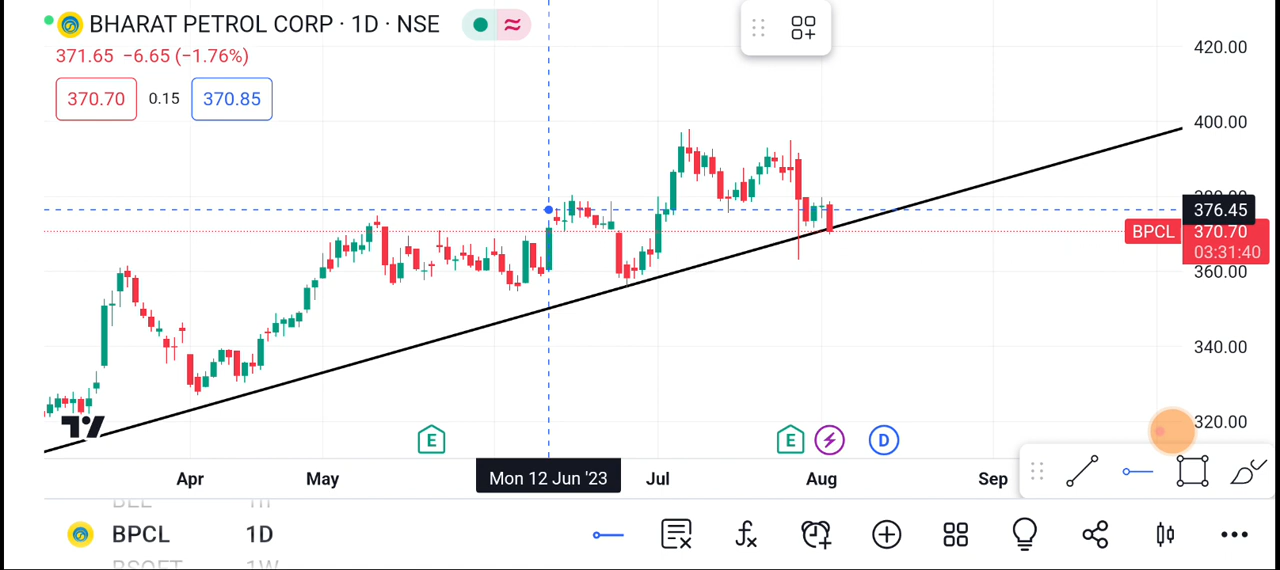 BHARAT PETROL CORP · 1D · NSE
371.65 −6.65 (−1.76%)
370.70 0.15 370.85
420.00
400.00
376.45
BPCL 370.70
03:31:40
360.00
340.00
320.00
E E D
Apr May Mon 12 Jun '23 Jul Aug Sep
BPCL 1D
BSOFT 1W